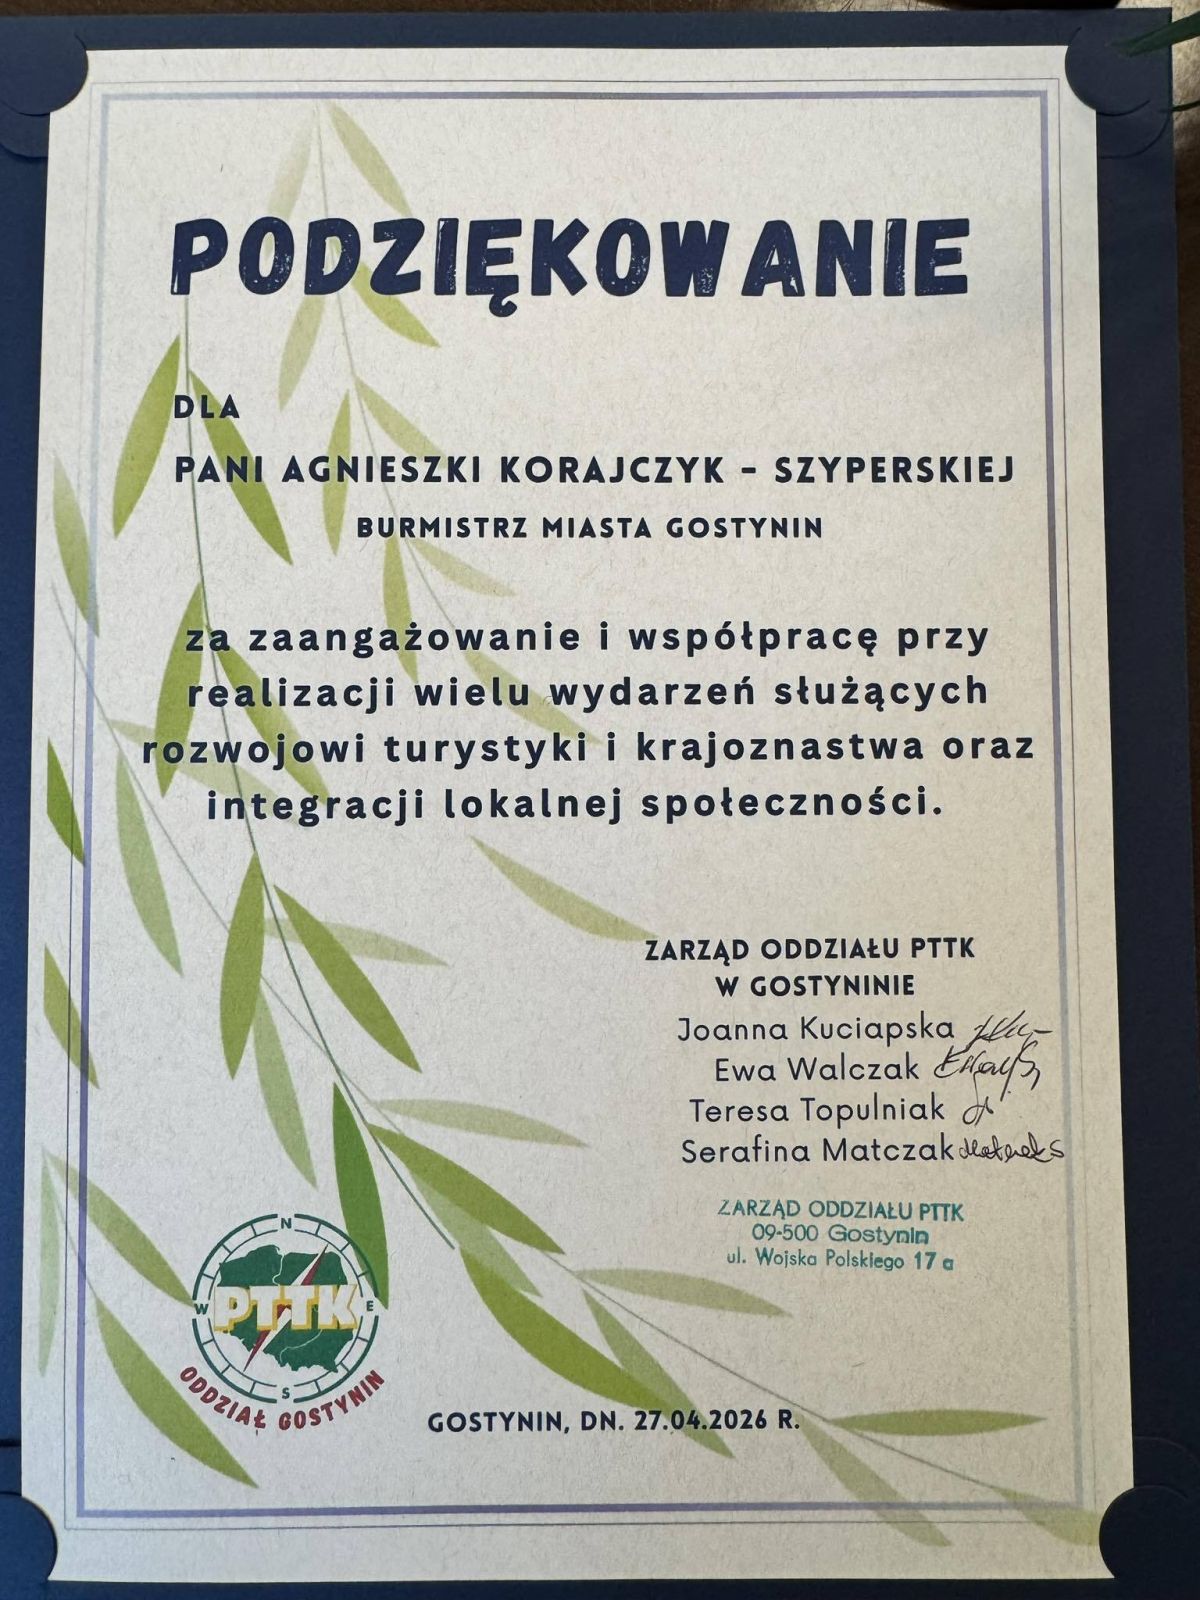 PODZIĘKOWANIE
DLA
PANI AGNIESZKI KORAJCZYK - SZYPERSKIEJ
BURMISTRZ MIASTA GOSTYNIN
za zaangażowanie i współpracę przy
realizacji wielu wydarzeń służących
rozwojowi turystyki i krajoznastwa oraz
integracji lokalnej społeczności.
ZARZĄD ODDZIAŁU PTTK
W GOSTYNINIE
Joanna Kuciapska
Ewa Walczak
Teresa Topulniak
Serafina Matczak
ZARZĄD ODDZIAŁU PTTK
09-500 Gostynin
ul. Wojska Polskiego 17 a
N
W PTTK E
S
ODDZIAŁ GOSTYNIN
GOSTYNIN, DN. 27.04.2026 R.